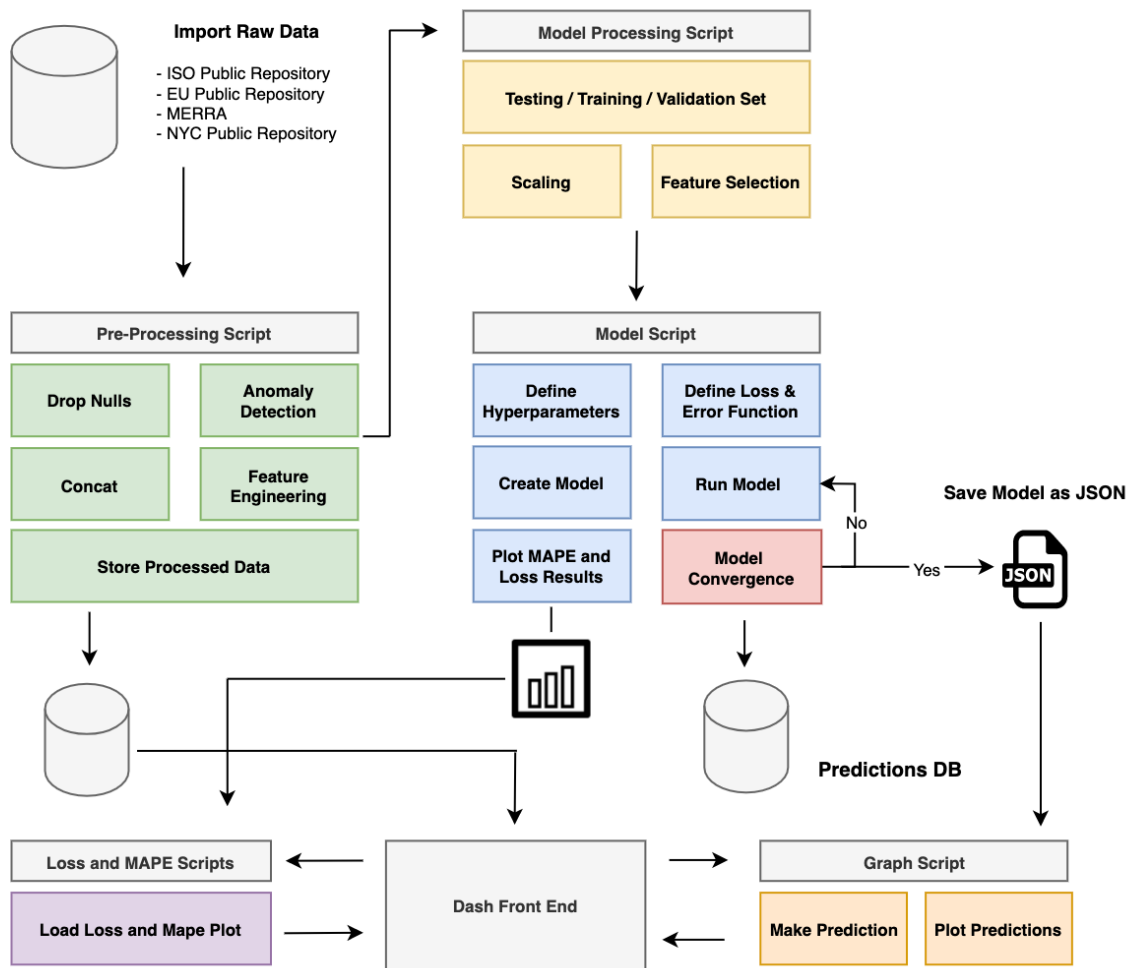 Import Raw Data
- ISO Public Repository
- EU Public Repository
- MERRA
- NYC Public Repository
Model Processing Script
Testing / Training / Validation Set
Scaling
Feature Selection
Pre-Processing Script
Drop Nulls
Anomaly
Detection
Concat
Feature
Engineering
Store Processed Data
Model Script
Define
Hyperparameters
Define Loss &
Error Function
Create Model
Run Model
Plot MAPE and
Loss Results
Model
Convergence
No
Yes
Save Model as JSON
JSON
Predictions DB
Loss and MAPE Scripts
Load Loss and Mape Plot
Dash Front End
Graph Script
Make Prediction
Plot Predictions